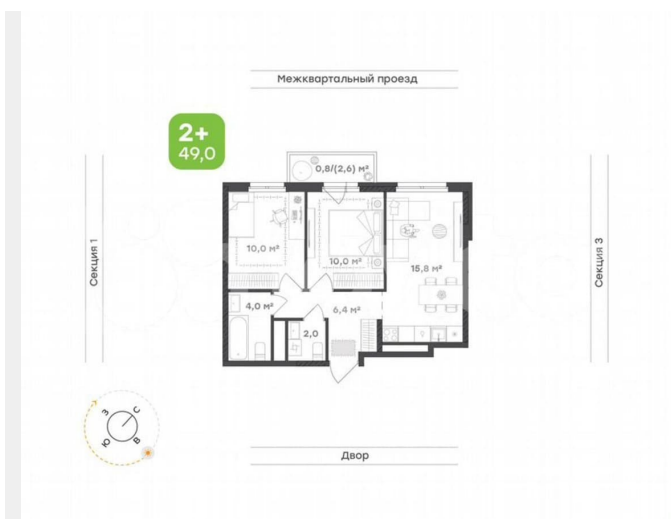 Межквартальный проезд
2+
49,0
0,8/(2,6) м²
Секция 1
10,0 м²
10,0 м²
15,8 м²
Секция 3
4,0 м²
2,0
6,4 м²
З
С
Ю
В
Двор